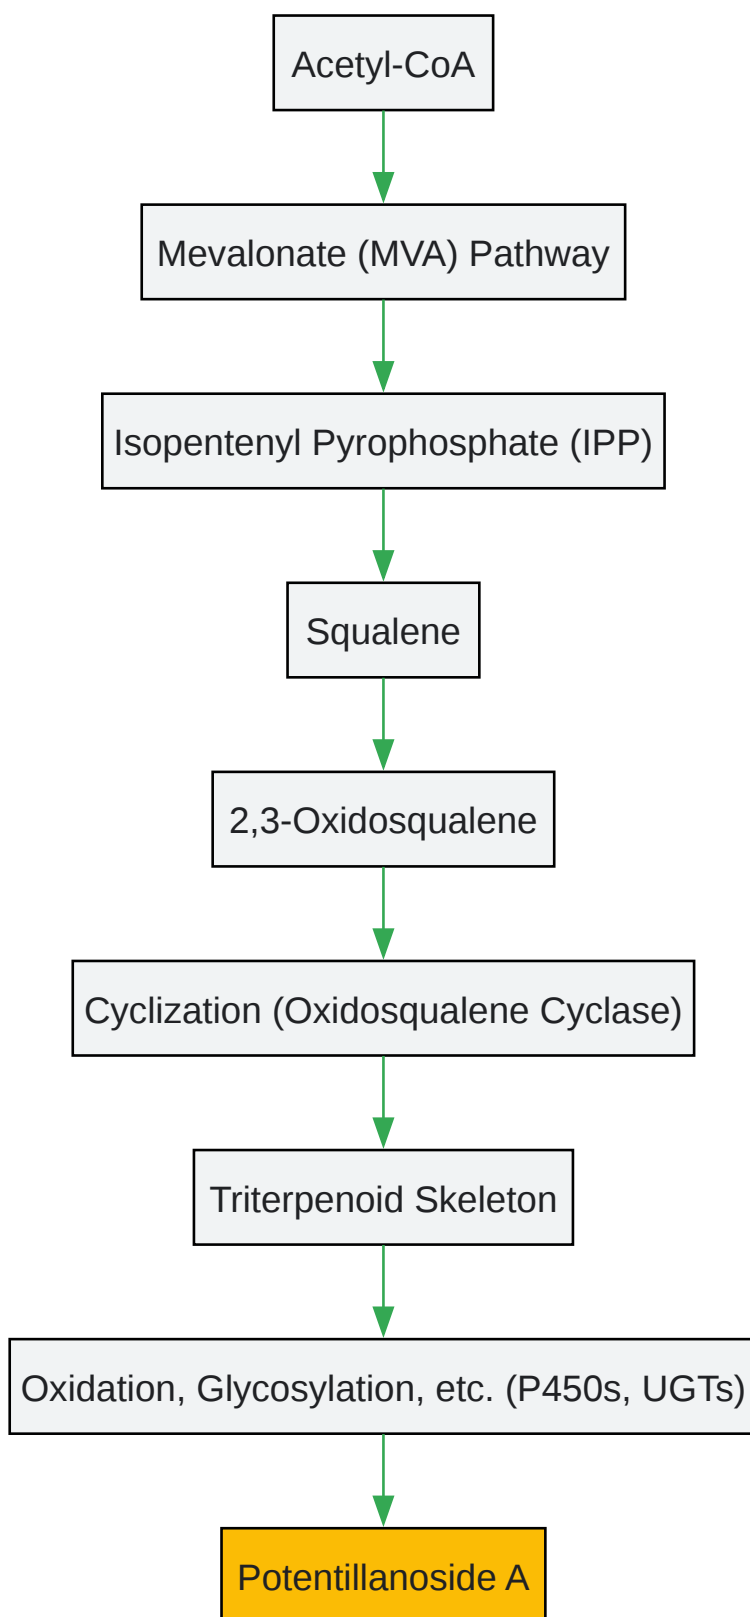 Acetyl-CoA
Mevalonate (MVA) Pathway
Isopentenyl Pyrophosphate (IPP)
Squalene
2,3-Oxidosqualene
Cyclization (Oxidosqualene Cyclase)
Triterpenoid Skeleton
Oxidation, Glycosylation, etc. (P450s, UGTs)
Potentillanoside A